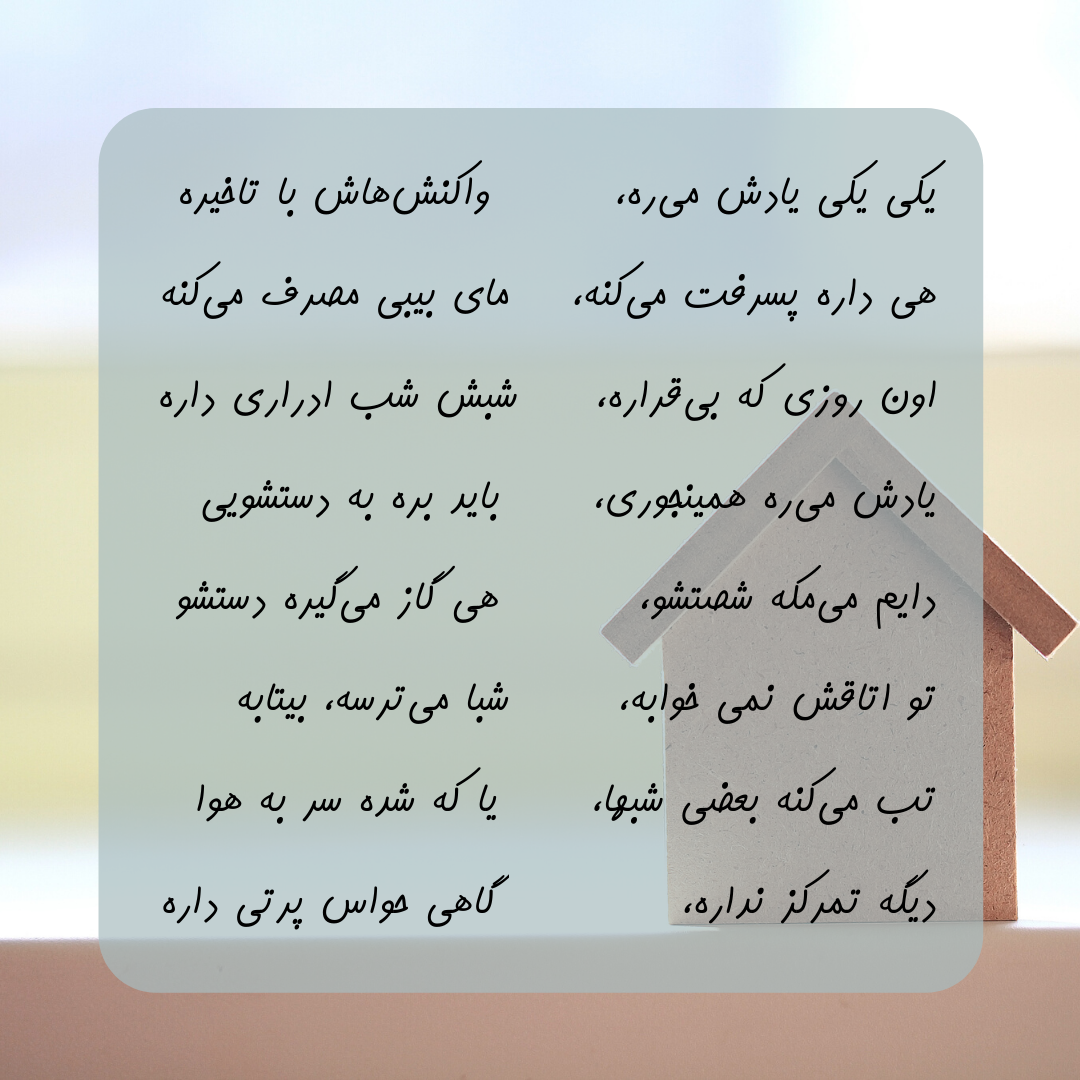 یکی یکی یادش می‌ره، واکنش‌هاش با تاخیره
هی داره پسرفت می‌کنه، مای بیبی مصرف می‌کنه
اون روزی که بی‌قراره، شبش شب ادراری داره
یادش می‌ره همینجوری، باید بره به دستشویی
دایم می‌مکه شصتشو، هی گاز می‌گیره دستشو
تو اتاقش نمی خوابه، شبا می‌ترسه، بیتابه
تب می‌کنه بعضی شبها، یا که شده سر به هوا
دیگه تمرکز نداره، گاهی حواس پرتی داره